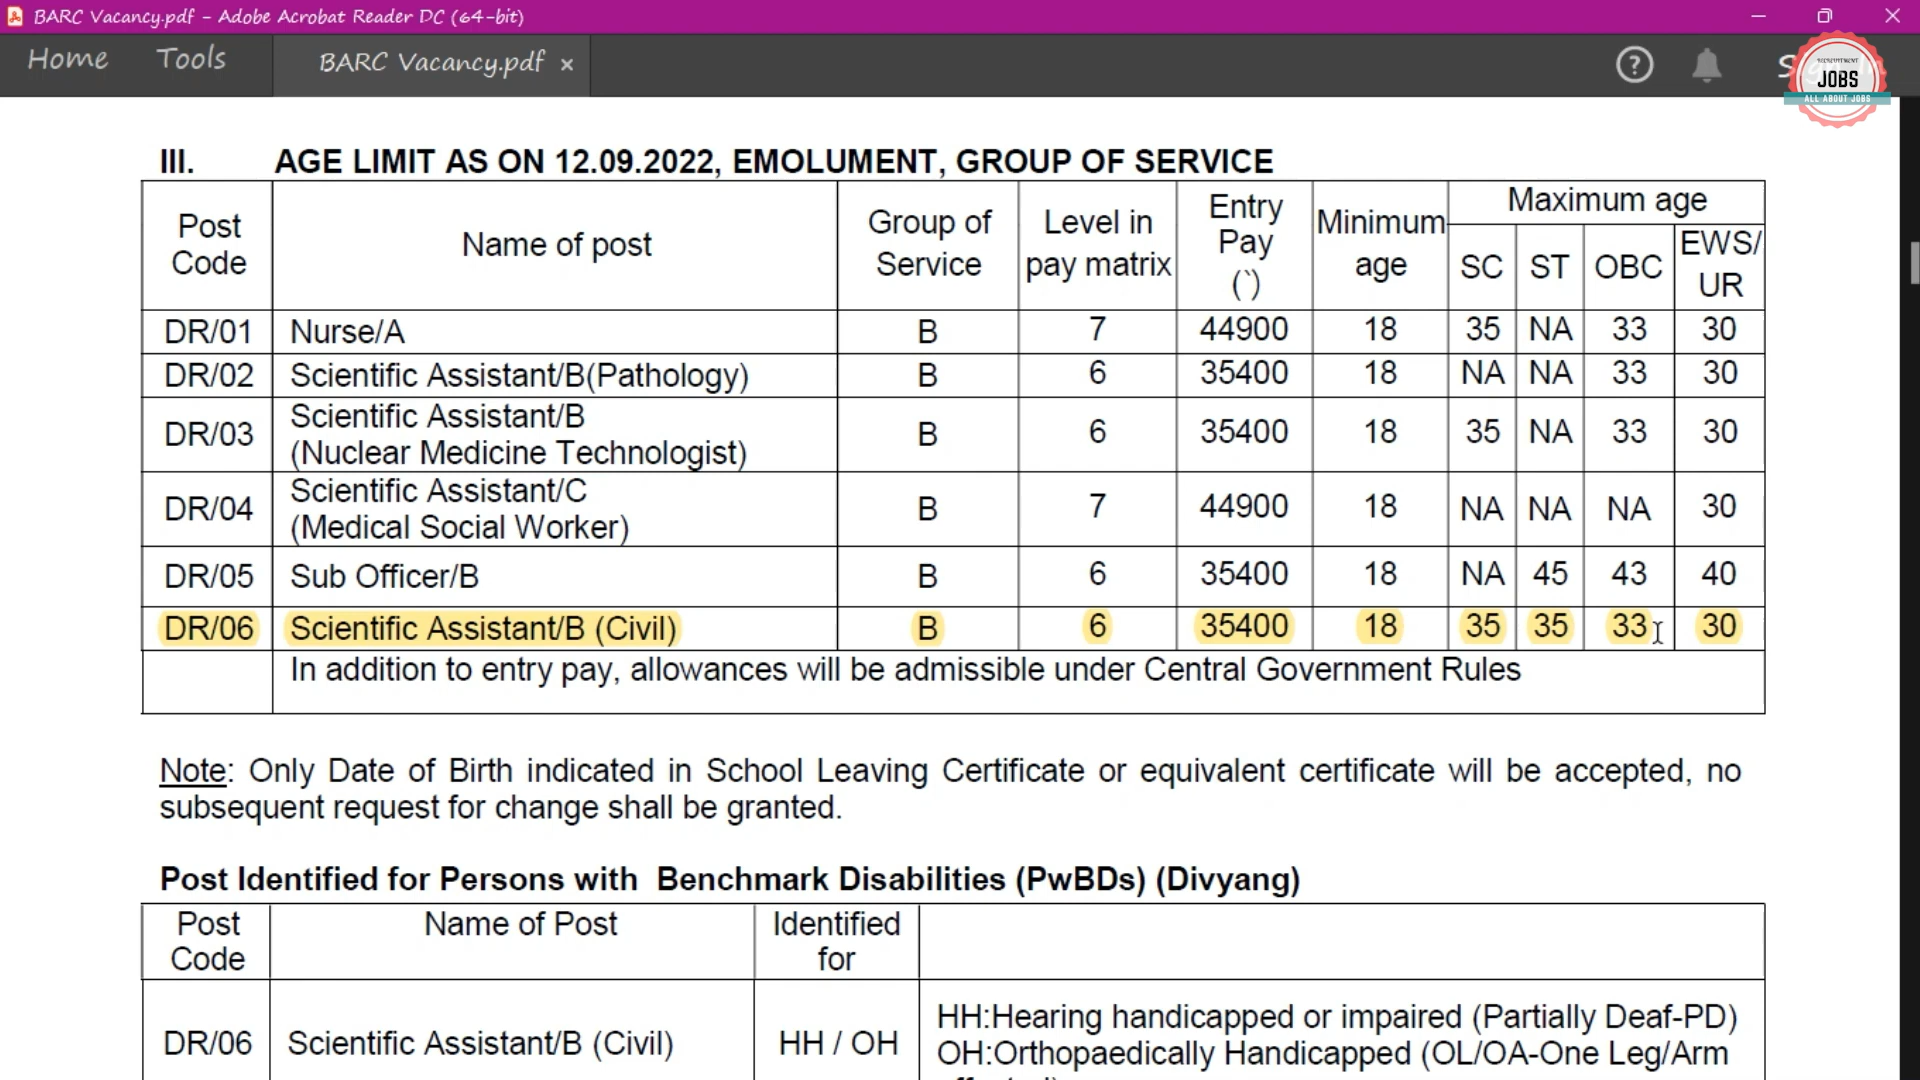 BARC Vacancy.pdf - Adobe Acrobat Reader DC (64-bit)
Home Tools BARC Vacancy.pdf ×
RECRUITMENT
JOBS
ALL ABOUT JOBS
III. AGE LIMIT AS ON 12.09.2022, EMOLUMENT, GROUP OF SERVICE
Post Code | Name of post | Group of Service | Level in pay matrix | Entry Pay (`) | Minimum age | Maximum age
SC | ST | OBC | EWS/ UR
DR/01 | Nurse/A | B | 7 | 44900 | 18 | 35 | NA | 33 | 30
DR/02 | Scientific Assistant/B(Pathology) | B | 6 | 35400 | 18 | NA | NA | 33 | 30
DR/03 | Scientific Assistant/B (Nuclear Medicine Technologist) | B | 6 | 35400 | 18 | 35 | NA | 33 | 30
DR/04 | Scientific Assistant/C (Medical Social Worker) | B | 7 | 44900 | 18 | NA | NA | NA | 30
DR/05 | Sub Officer/B | B | 6 | 35400 | 18 | NA | 45 | 43 | 40
DR/06 | Scientific Assistant/B (Civil) | B | 6 | 35400 | 18 | 35 | 35 | 33 | 30
In addition to entry pay, allowances will be admissible under Central Government Rules
Note: Only Date of Birth indicated in School Leaving Certificate or equivalent certificate will be accepted, no
subsequent request for change shall be granted.
Post Identified for Persons with Benchmark Disabilities (PwBDs) (Divyang)
Post Code | Name of Post | Identified for
DR/06 | Scientific Assistant/B (Civil) | HH / OH | HH:Hearing handicapped or impaired (Partially Deaf-PD)
OH:Orthopaedically Handicapped (OL/OA-One Leg/Arm